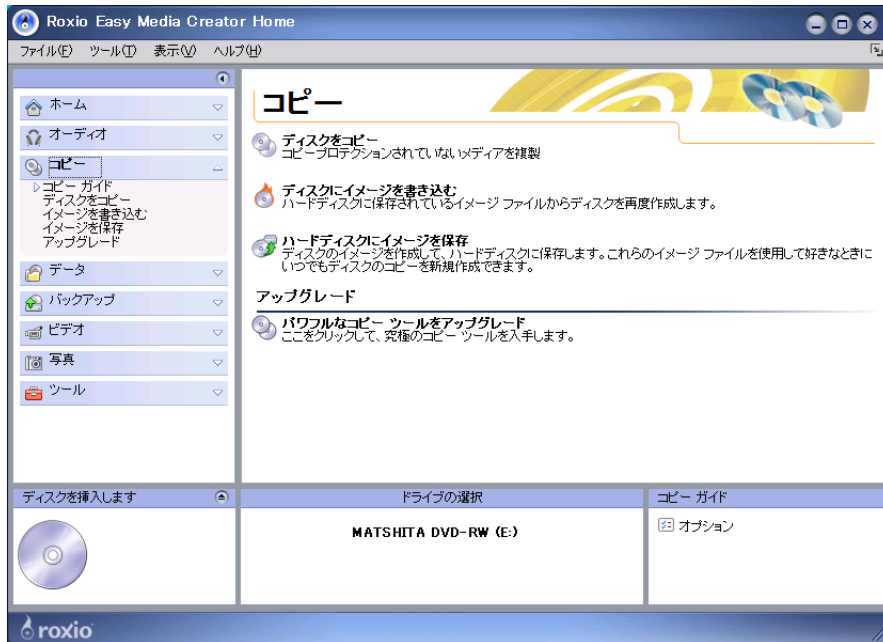 Roxio Easy Media Creator Home
ファイル(F) ツール(T) 表示(V) ヘルプ(H)
ホーム
オーディオ
コピー
コピー ガイド
ディスクをコピー
イメージを書き込む
イメージを保存
アップグレード
データ
バックアップ
ビデオ
写真
ツール
コピー
ディスクをコピー
コピープロテクションされていないメディアを複製
ディスクにイメージを書き込む
ハードディスクに保存されているイメージ ファイルからディスクを再度作成します。
ハードディスクにイメージを保存
ディスクのイメージを作成して、ハードディスクに保存します。これらのイメージ ファイルを使用して好きなときに
いつでもディスクのコピーを新規作成できます。
アップグレード
パワフルなコピー ツールをアップグレード
ここをクリックして、究極のコピー ツールを入手します。
ディスクを挿入します
ドライブの選択
MATSHITA DVD-RW (E:)
コピー ガイド
オプション
roxio